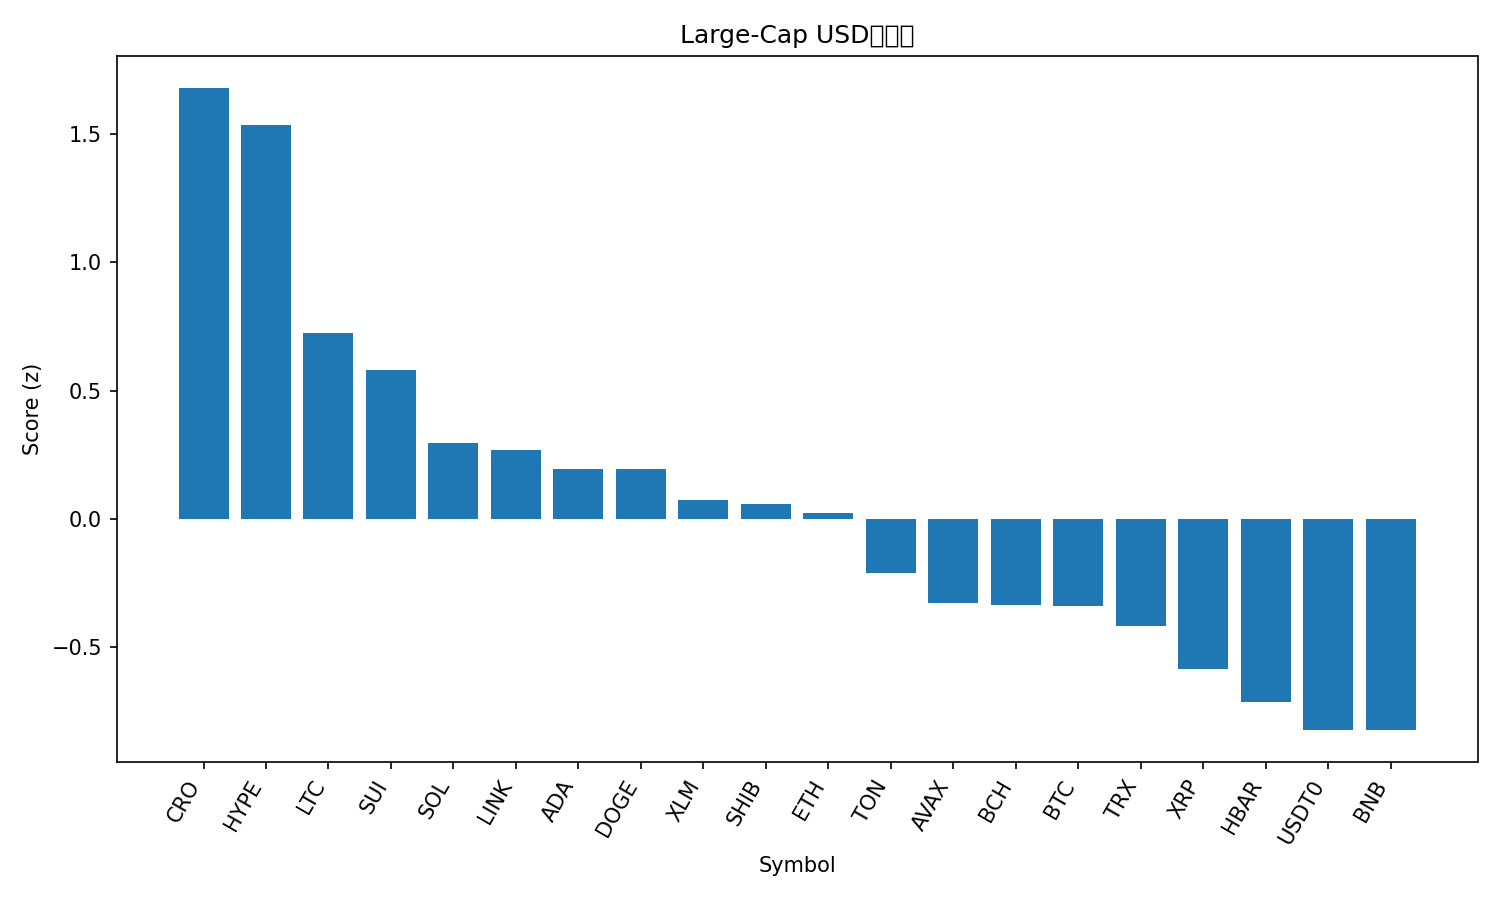 Large-Cap USD
1.5
1.0
0.5
0.0
−0.5
Score (z)
CRO
HYPE
LTC
SUI
SOL
LINK
ADA
DOGE
XLM
SHIB
ETH
TON
AVAX
BCH
BTC
TRX
XRP
HBAR
USDT0
BNB
Symbol